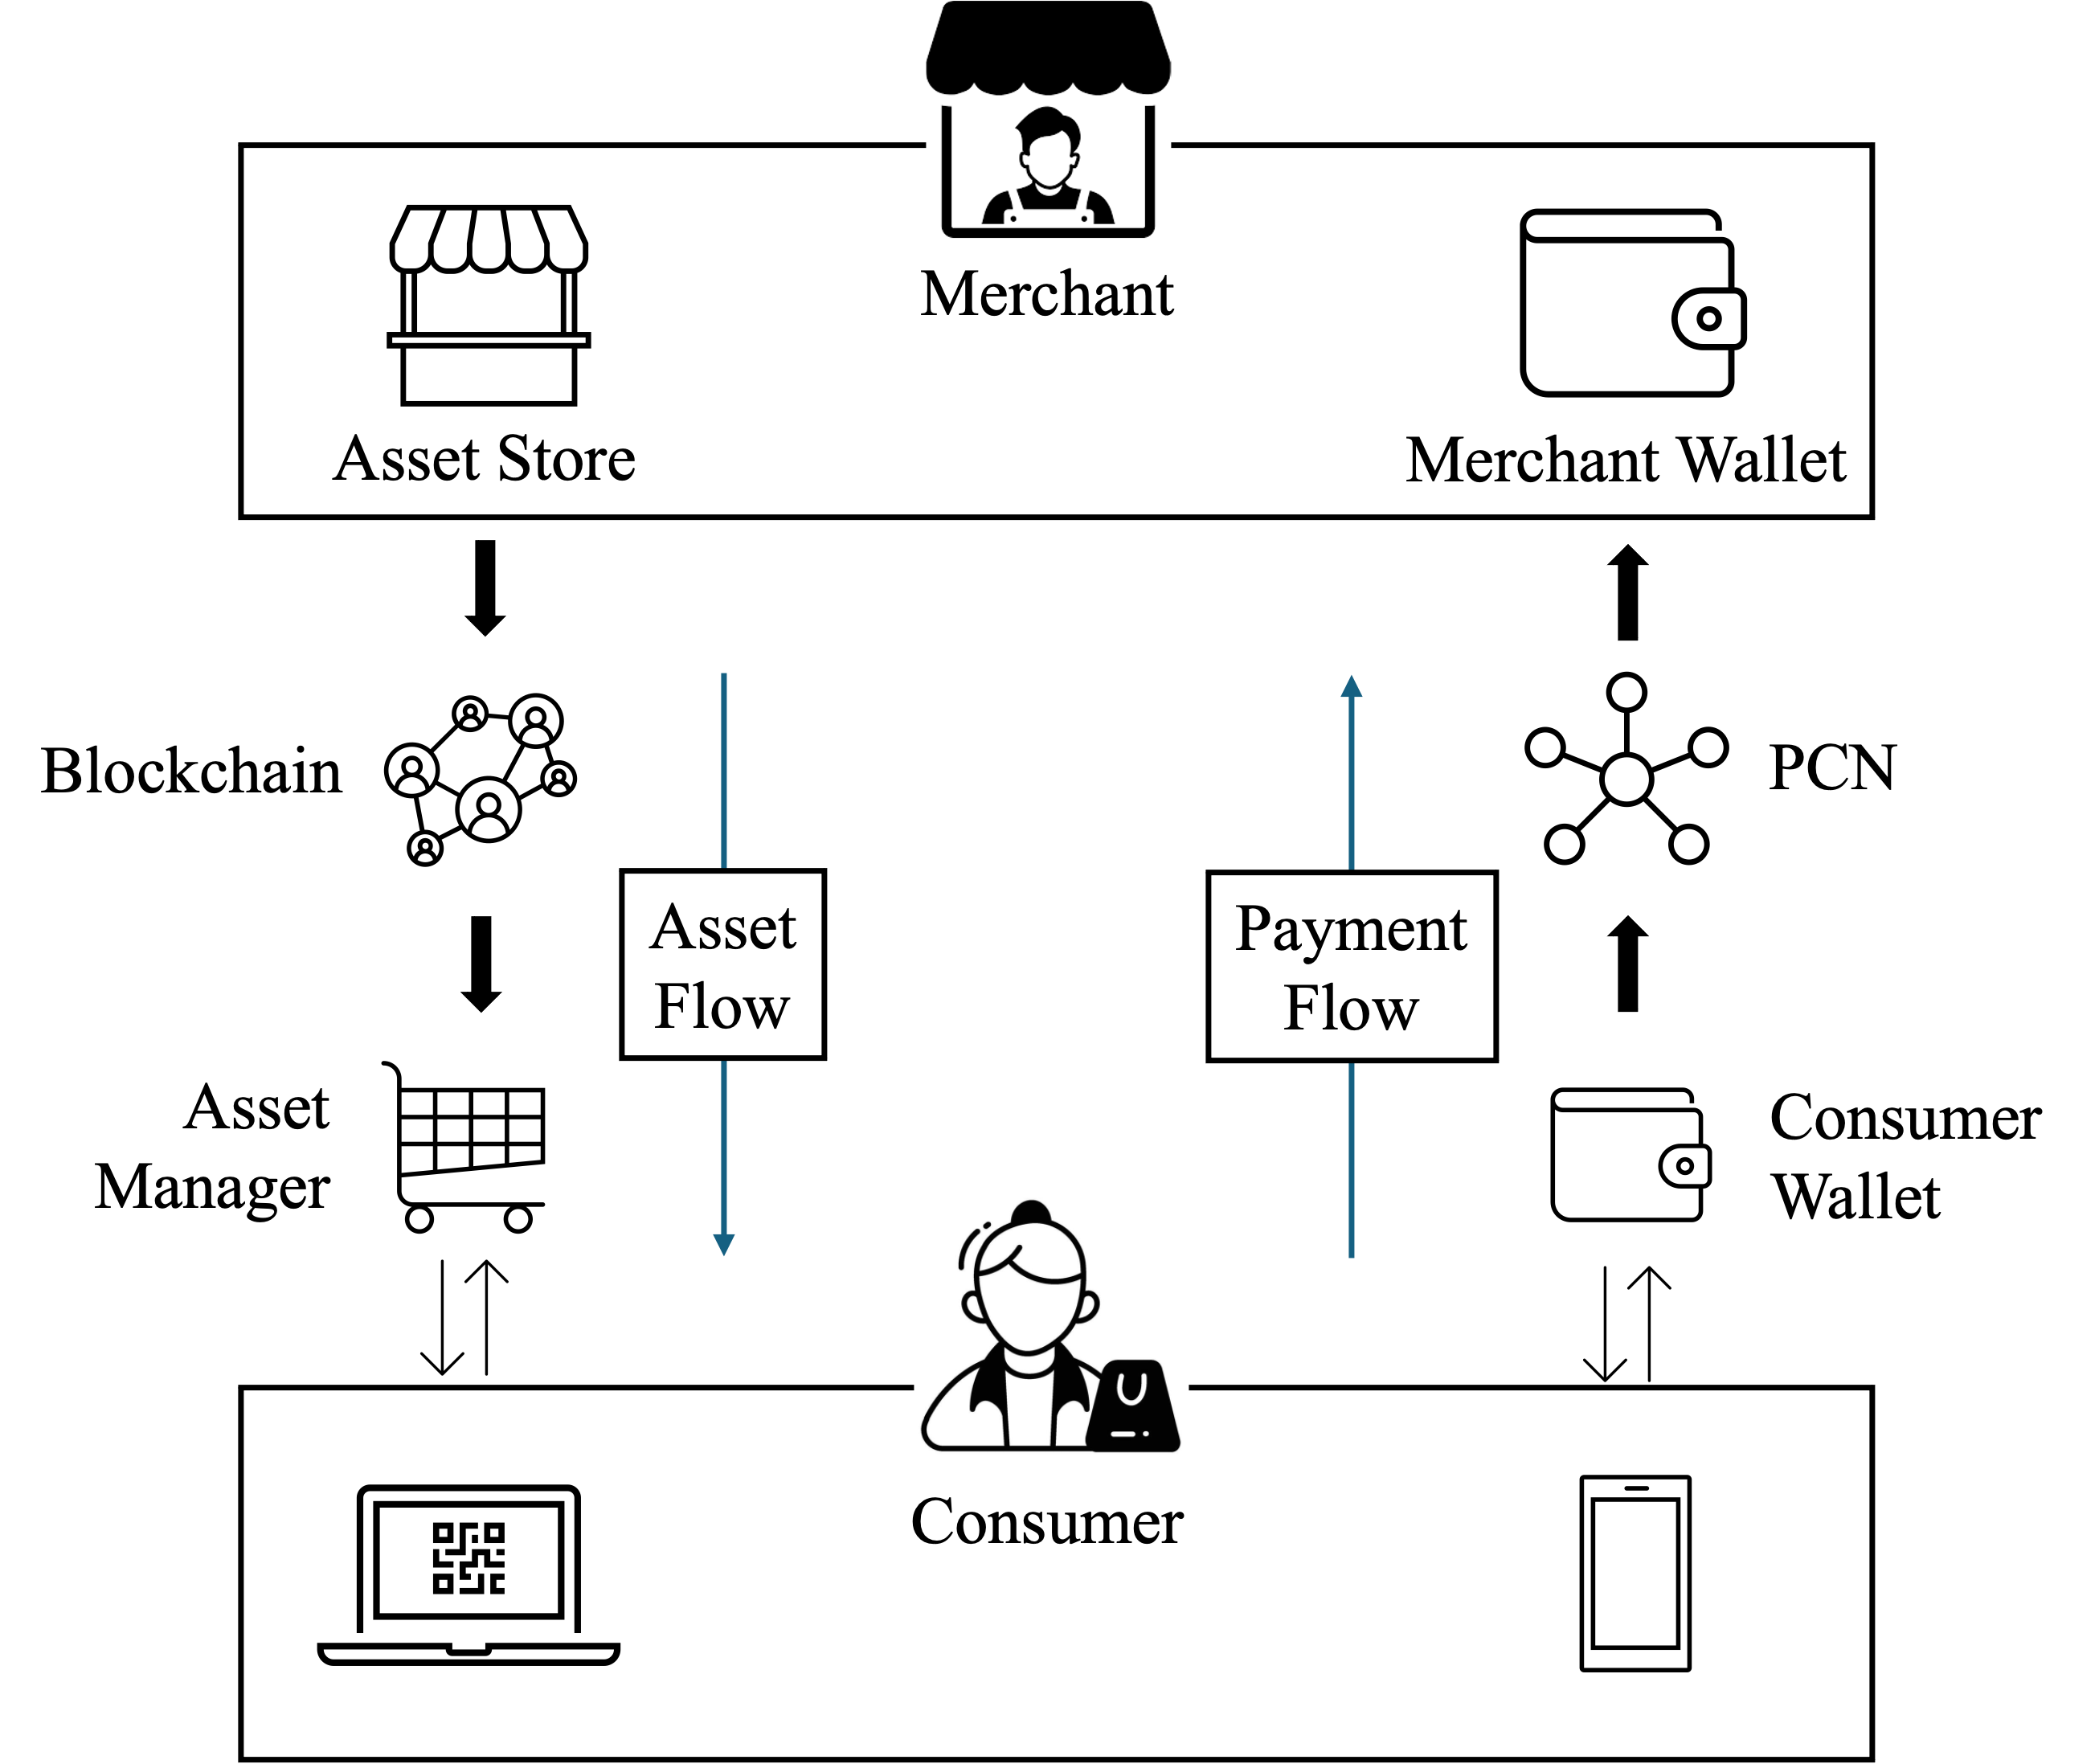 Merchant
Asset Store
Merchant Wallet
Blockchain
PCN
Asset
Flow
Payment
Flow
Asset
Manager
Consumer
Wallet
Consumer